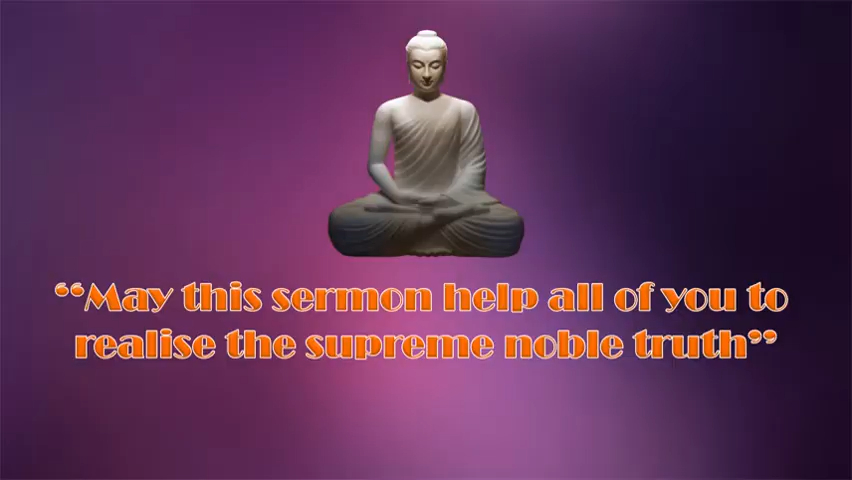 “May this sermon help all of you to
realise the supreme noble truth”